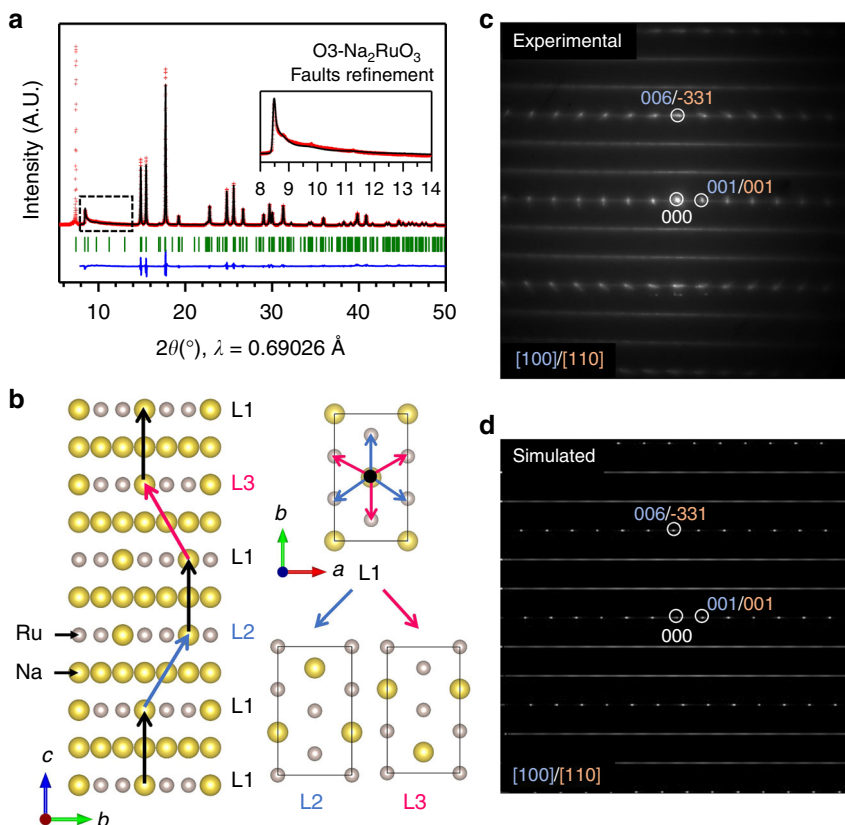 a
O3-Na₂RuO₃
Faults refinement
8 9 10 11 12 13 14
Intensity (A.U.)
10 20 30 40 50
2θ(°), λ = 0.69026 Å
b
L1
L3
L1
Ru
L2
Na
L1
L1
c
b
b
a
L1
L2
L3
c
Experimental
006/-331
001/001
000
[100]/[110]
d
Simulated
006/-331
001/001
000
[100]/[110]